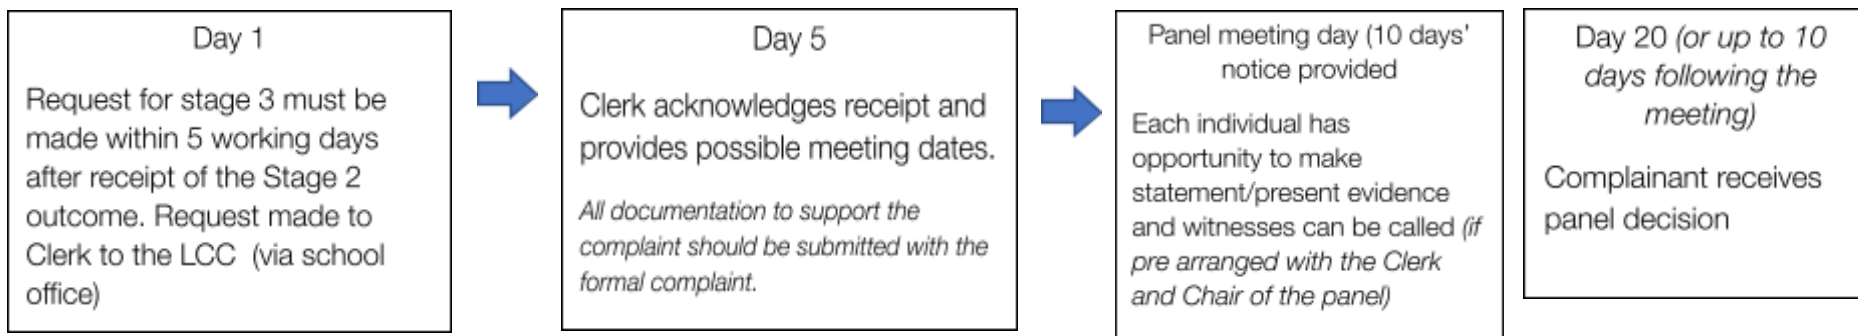 Day 1
Request for stage 3 must be
made within 5 working days
after receipt of the Stage 2
outcome. Request made to
Clerk to the LCC (via school
office)
Day 5
Clerk acknowledges receipt and
provides possible meeting dates.
All documentation to support the
complaint should be submitted with the
formal complaint.
Panel meeting day (10 days'
notice provided
Each individual has
opportunity to make
statement/present evidence
and witnesses can be called (if
pre arranged with the Clerk
and Chair of the panel)
Day 20 (or up to 10
days following the
meeting)
Complainant receives
panel decision